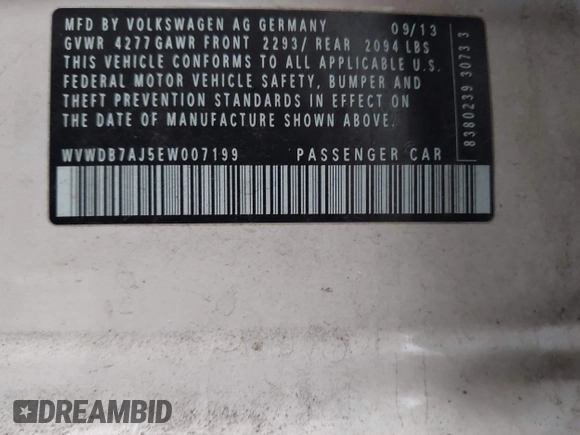 MFD BY VOLKSWAGEN AG GERMANY 09/13
GVWR 4277 GAWR FRONT 2293/ REAR 2094 LBS
THIS VEHICLE CONFORMS TO ALL APPLICABLE U.S.
FEDERAL MOTOR VEHICLE SAFETY, BUMPER AND
THEFT PREVENTION STANDARDS IN EFFECT ON
THE DATE OF MANUFACTURE SHOWN ABOVE.
WVWDB7AJ5EW007199 PASSENGER CAR
8380239 3073 3
DREAMBID